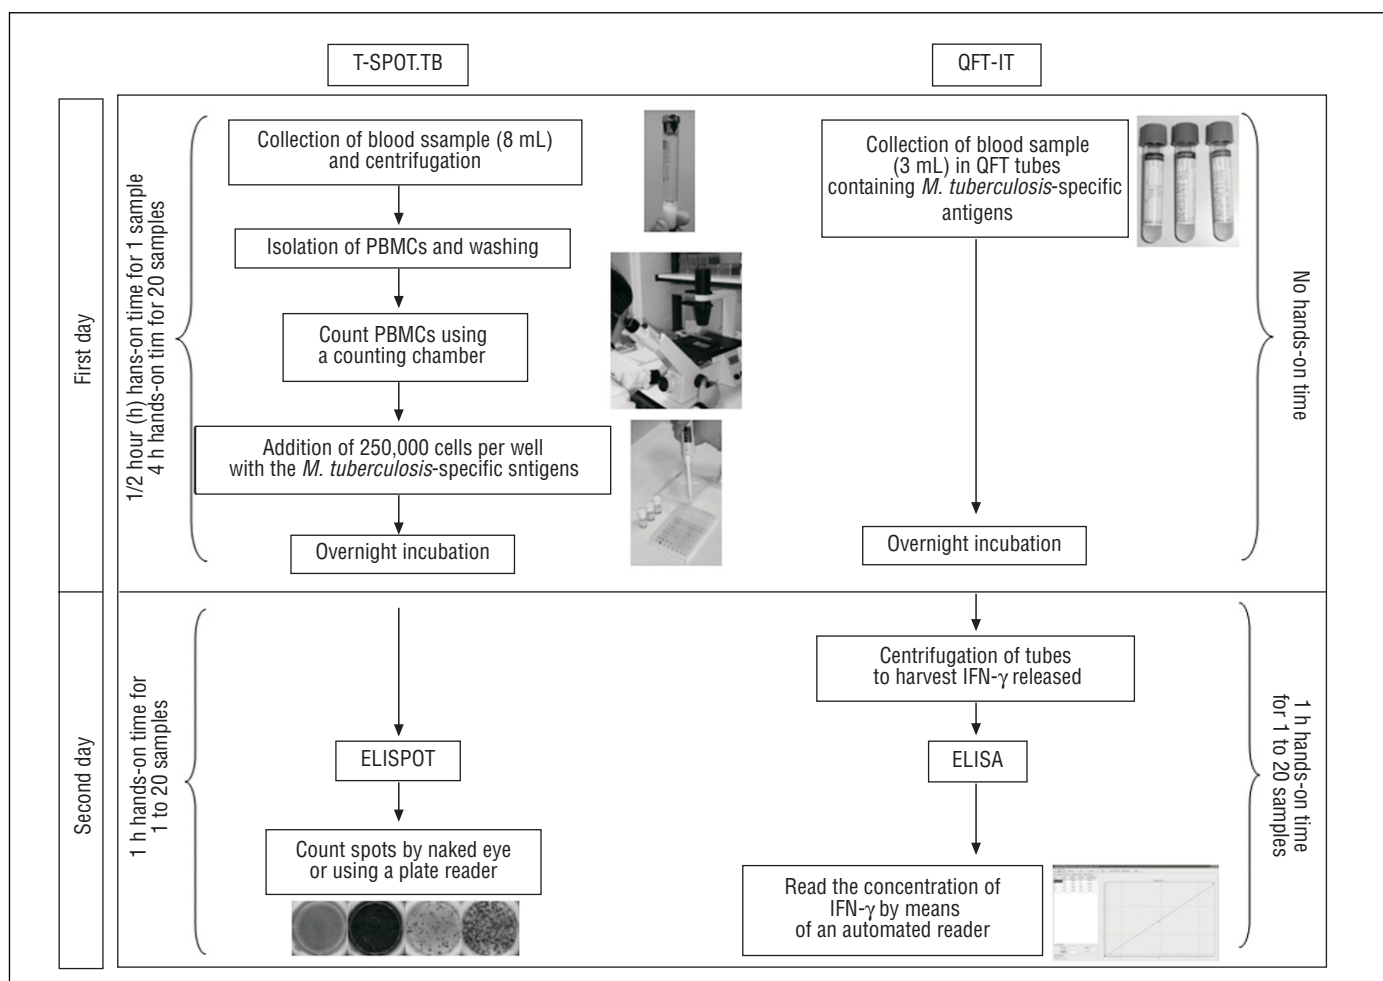 T-SPOT.TB
QFT-IT
First day
1/2 hour (h) hans-on time for 1 sample
4 h hands-on tim for 20 samples
Collection of blood ssample (8 mL)
and centrifugation
Isolation of PBMCs and washing
Count PBMCs using
a counting chamber
Addition of 250,000 cells per well
with the M. tuberculosis-specific sntigens
Overnight incubation
Collection of blood sample
(3 mL) in QFT tubes
containing M. tuberculosis-specific
antigens
Overnight incubation
No hands-on time
Second day
1 h hands-on time for
1 to 20 samples
ELISPOT
Count spots by naked eye
or using a plate reader
Centrifugation of tubes
to harvest IFN-γ released
ELISA
Read the concentration of
IFN-γ by means
of an automated reader
1 h hands-on time
for 1 to 20 samples